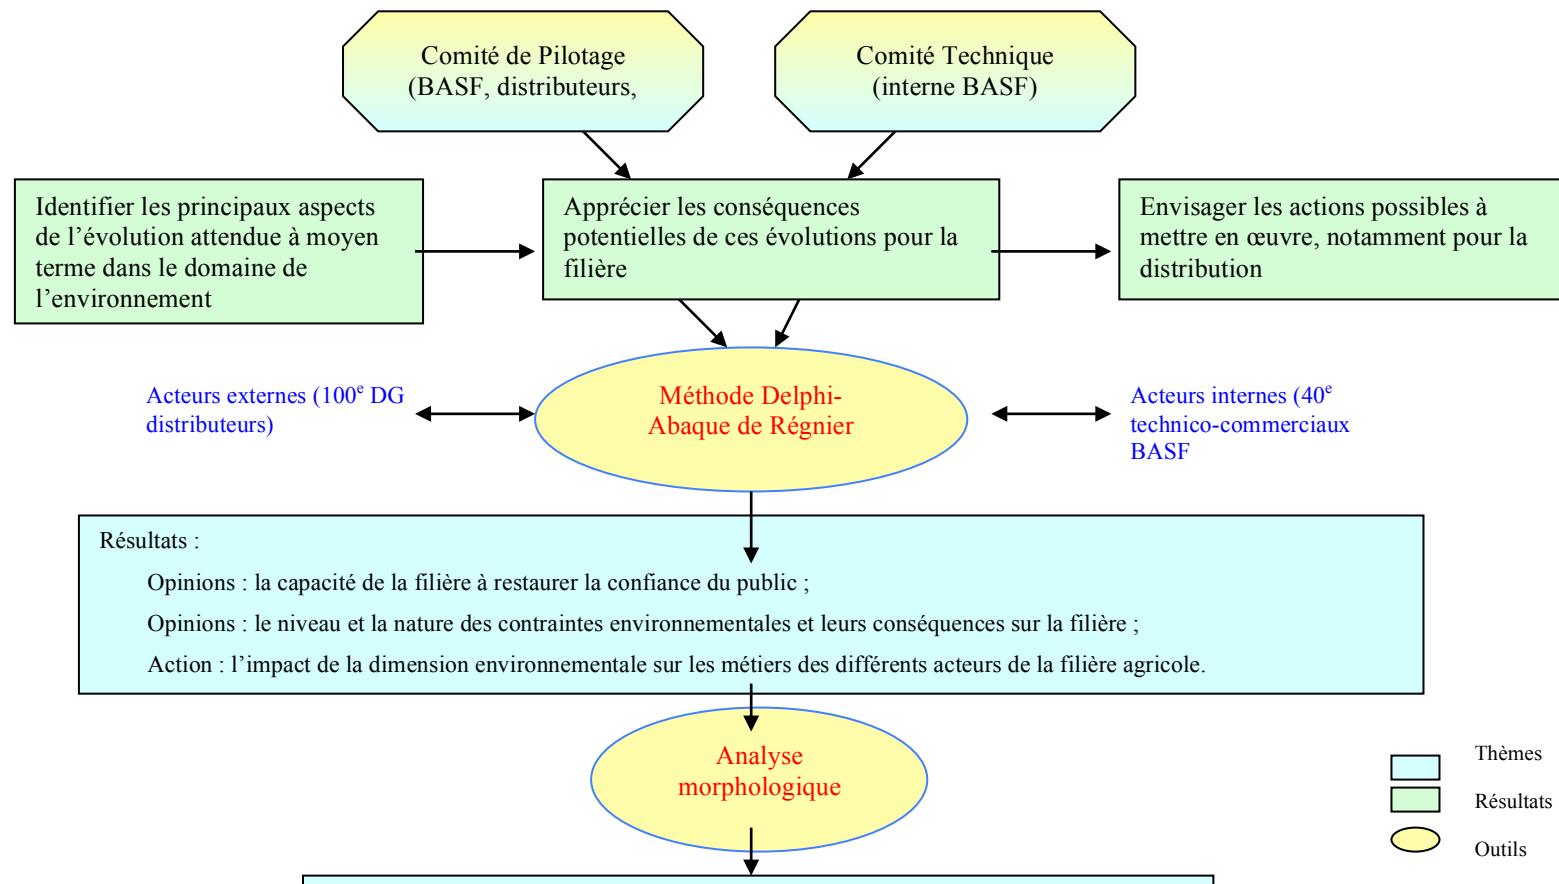 Comité de Pilotage
(BASF, distributeurs,
Comité Technique
(interne BASF)
Identifier les principaux aspects
de l’évolution attendue à moyen
terme dans le domaine de
l’environnement
Apprécier les conséquences
potentielles de ces évolutions pour la
filière
Envisager les actions possibles à
mettre en œuvre, notamment pour la
distribution
Acteurs externes (100e DG
distributeurs)
Méthode Delphi-
Abaque de Régnier
Acteurs internes (40e
technico-commerciaux
BASF
Résultats :
Opinions : la capacité de la filière à restaurer la confiance du public ;
Opinions : le niveau et la nature des contraintes environnementales et leurs conséquences sur la filière ;
Action : l’impact de la dimension environnementale sur les métiers des différents acteurs de la filière agricole.
Analyse
morphologique
Thèmes
Résultats
Outils